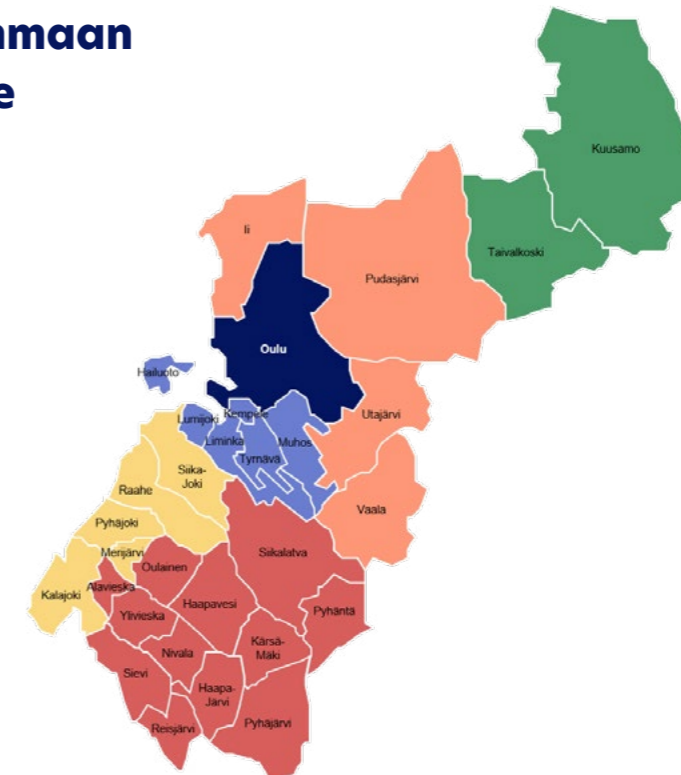 nmaan
e
Kuusamo
Taivalkoski
Ii
Pudasjärvi
Oulu
Hailuoto
Kempele
Lumijoki
Utajärvi
Liminka
Muhos
Tyrnävä
Siika-
Joki
Raahe
Vaala
Pyhäjoki
Merijärvi
Siikalatva
Oulainen
Alavieska
Kalajoki
Haapavesi
Pyhäntä
Ylivieska
Kärsä-
Mäki
Nivala
Sievi
Haapa-
Järvi
Reisjärvi
Pyhäjärvi